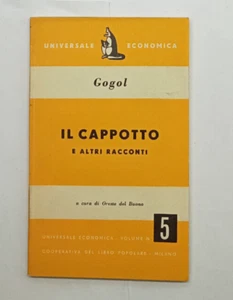 UNIVERSALE ECONOMICA
Gogol
IL CAPPOTTO
E ALTRI RACCONTI
a cura di Oreste del Buono
5
UNIVERSALE ECONOMICA · VOLUME N
COOPERATIVA DEL LIBRO POPOLARE · MILANO